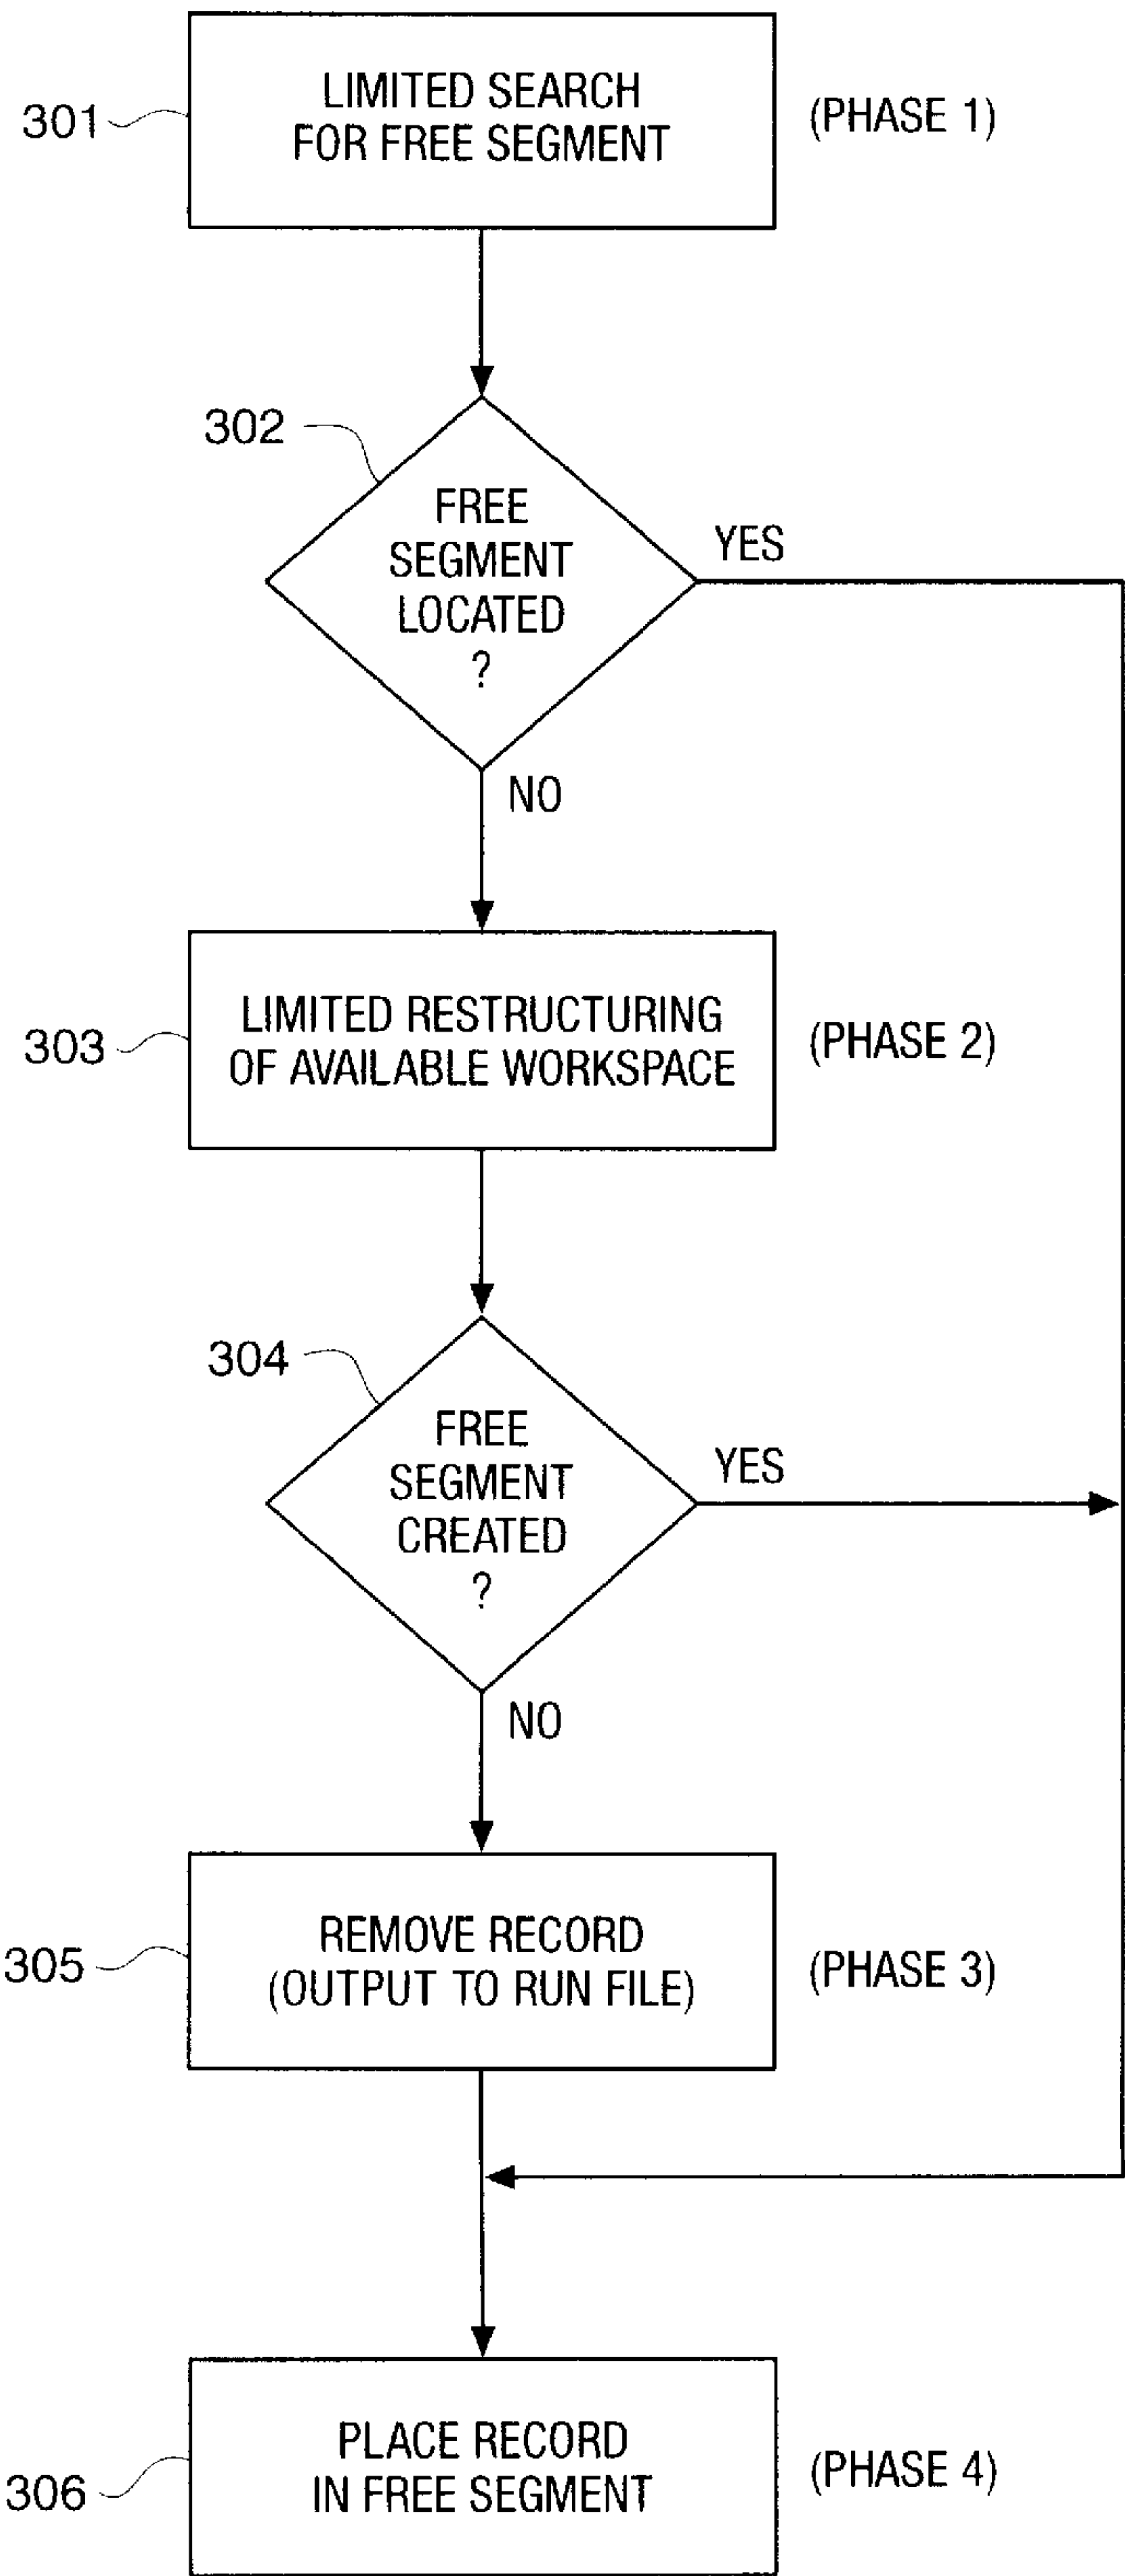 LIMITED SEARCH
FOR FREE SEGMENT
301
(PHASE 1)
302
FREE
SEGMENT
LOCATED
?
YES
NO
LIMITED RESTRUCTURING
OF AVAILABLE WORKSPACE
303
(PHASE 2)
304
FREE
SEGMENT
CREATED
?
YES
NO
REMOVE RECORD
(OUTPUT TO RUN FILE)
305
(PHASE 3)
PLACE RECORD
IN FREE SEGMENT
306
(PHASE 4)